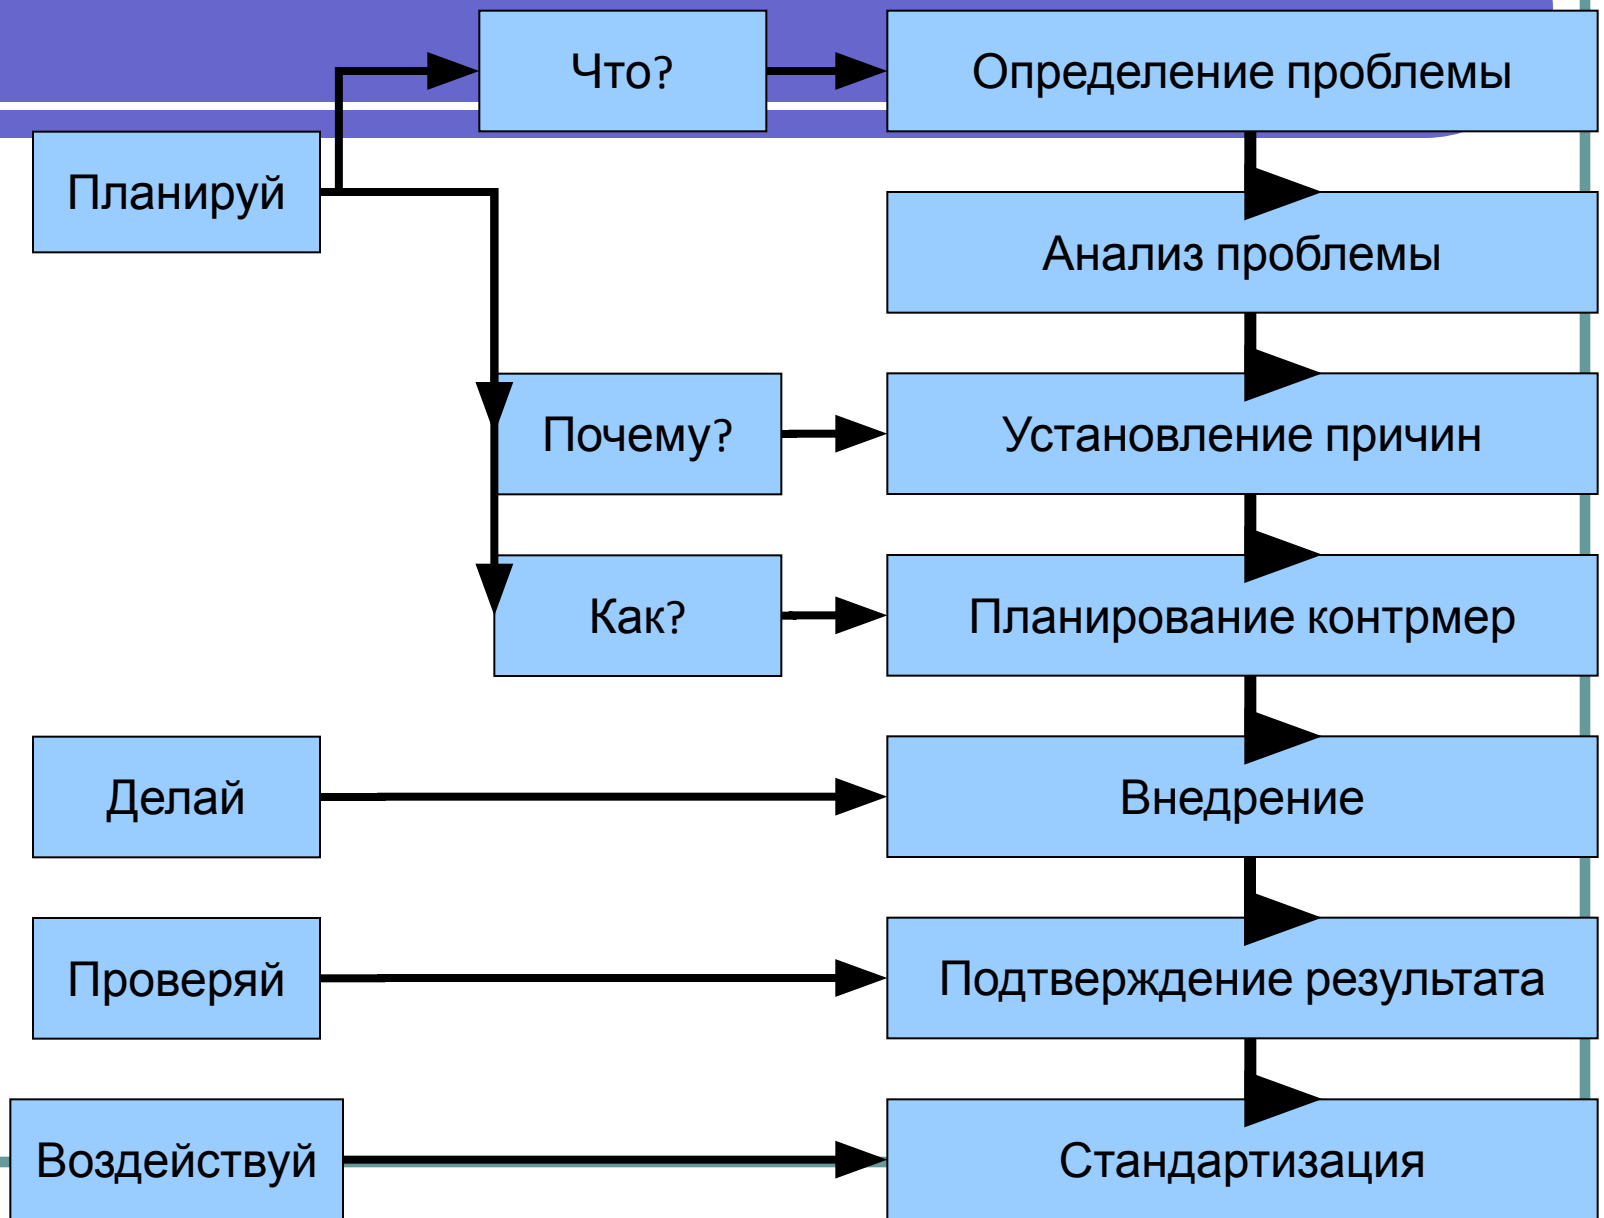 Что?
Определение проблемы
Планируй
Анализ проблемы
Почему?
Установление причин
Как?
Планирование контрмер
Делай
Внедрение
Проверяй
Подтверждение результата
Воздействуй
Стандартизация